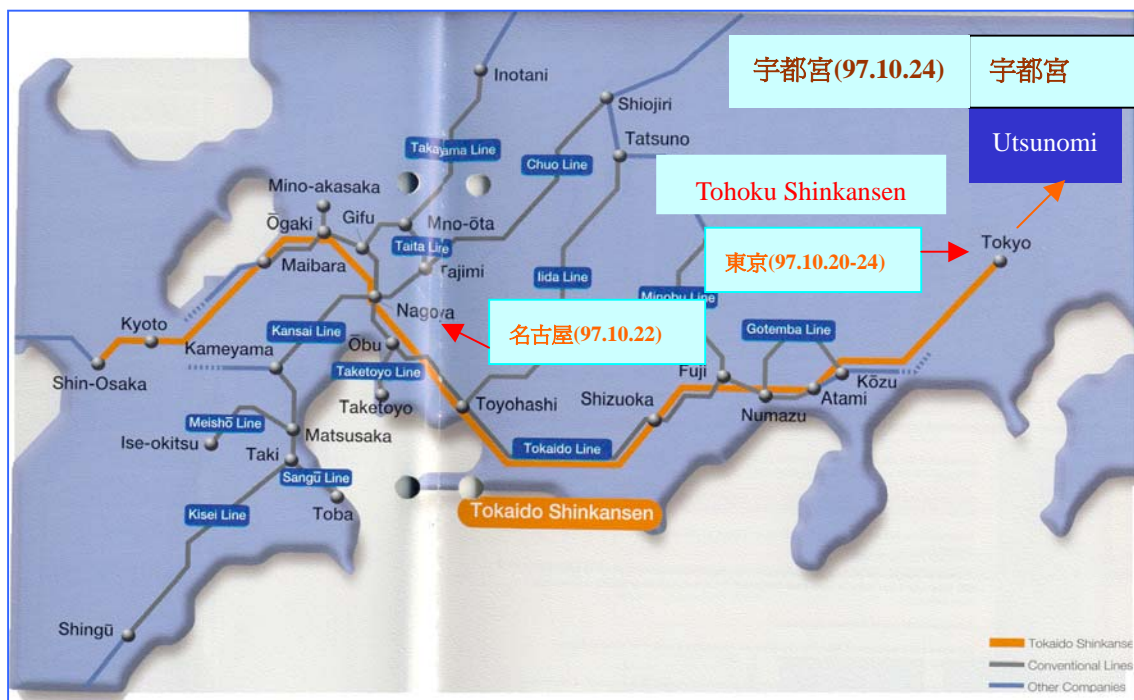 宇都宮(97.10.24)
宇都宮
Inotani
Shiojiri
Utsunomi
Tatsuno
Takayama Line
Chuo Line
Tohoku Shinkansen
Mino-akasaka
Ōgaki
Gifu
Mno-ōta
Tokyo
Taita Line
Maibara
Tajimi
東京(97.10.20-24)
Iida Line
Minobu Line
Nagoya
Kyoto
Kansai Line
名古屋(97.10.22)
Gotemba Line
Kameyama
Ōbu
Shin-Osaka
Taketoyo Line
Fuji
Kōzu
Taketoyo
Toyohashi
Shizuoka
Numazu
Atami
Meishō Line
Matsusaka
Ise-okitsu
Tokaido Line
Taki
Sangū Line
Toba
Tokaido Shinkansen
Kisei Line
Shingū
Tokaido Shinkanse
Conventional Lines
Other Companies